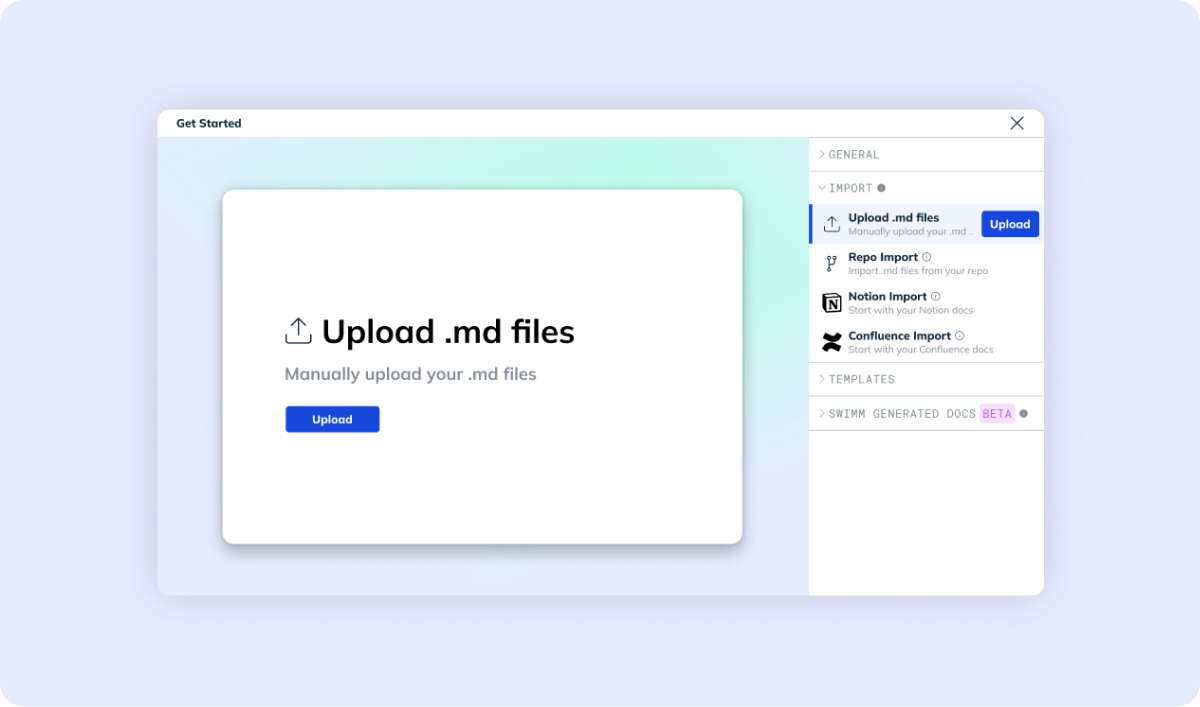 Get Started
GENERAL
IMPORT
Upload .md files
Manually upload your .md ..
Upload
Repo Import
Import .md files from your repo
Notion Import
Start with your Notion docs
Confluence Import
Start with your Confluence docs
TEMPLATES
SWIMM GENERATED DOCS BETA
Upload .md files
Manually upload your .md files
Upload